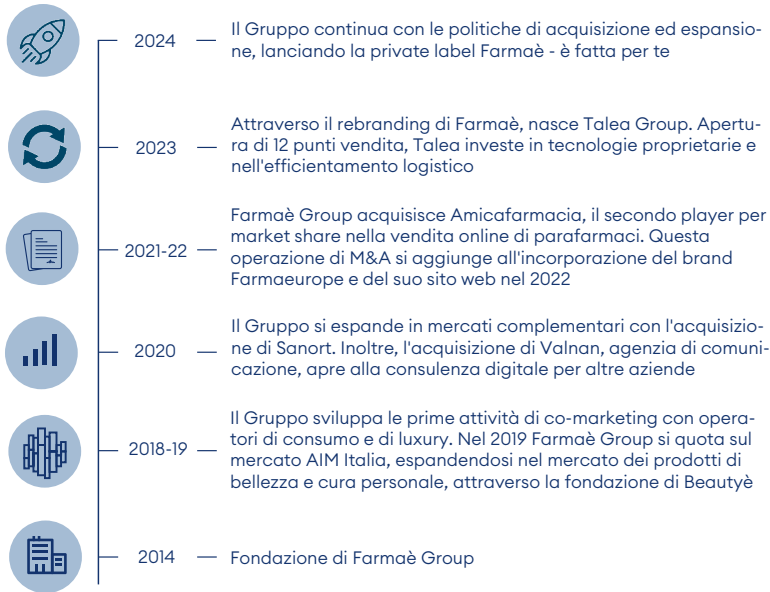 2024
Il Gruppo continua con le politiche di acquisizione ed espansio-
ne, lanciando la private label Farmaè - è fatta per te
2023
Attraverso il rebranding di Farmaè, nasce Talea Group. Apertu-
ra di 12 punti vendita, Talea investe in tecnologie proprietarie e
nell'efficientamento logistico
2021-22
Farmaè Group acquisisce Amicafarmacia, il secondo player per
market share nella vendita online di parafarmaci. Questa
operazione di M&A si aggiunge all'incorporazione del brand
Farmaeurope e del suo sito web nel 2022
2020
Il Gruppo si espande in mercati complementari con l'acquisizio-
ne di Sanort. Inoltre, l'acquisizione di Valnan, agenzia di comuni-
cazione, apre alla consulenza digitale per altre aziende
2018-19
Il Gruppo sviluppa le prime attività di co-marketing con opera-
tori di consumo e di luxury. Nel 2019 Farmaè Group si quota sul
mercato AIM Italia, espandendosi nel mercato dei prodotti di
bellezza e cura personale, attraverso la fondazione di Beautyè
2014
Fondazione di Farmaè Group